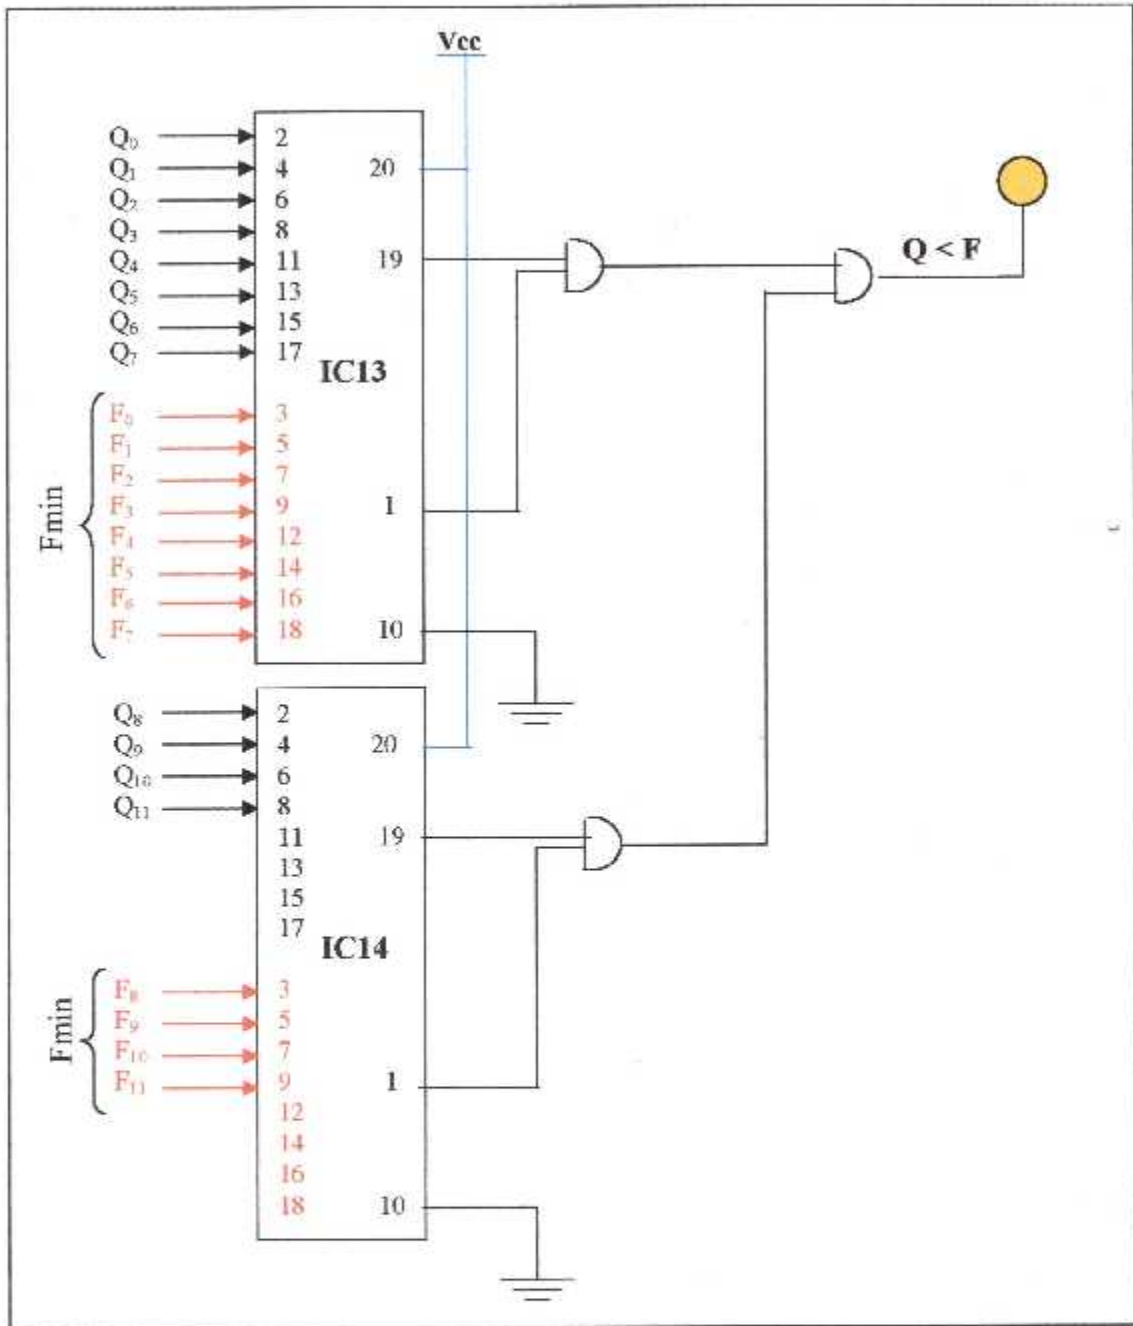 Vcc
Q₀ 2
Q₁ 4 20
Q₂ 6
Q₃ 8
Q₄ 11 19
Q₅ 13
Q₆ 15
Q₇ 17
IC13
Fmin
F₀ 3
F₁ 5
F₂ 7
F₃ 9 1
F₄ 12
F₅ 14
F₆ 16
F₇ 18 10
Q < F
Q₈ 2
Q₉ 4 20
Q₁₀ 6
Q₁₁ 8
11 19
13
15
17
IC14
Fmin
F₈ 3
F₉ 5
F₁₀ 7
F₁₁ 9 1
12
14
16
18 10